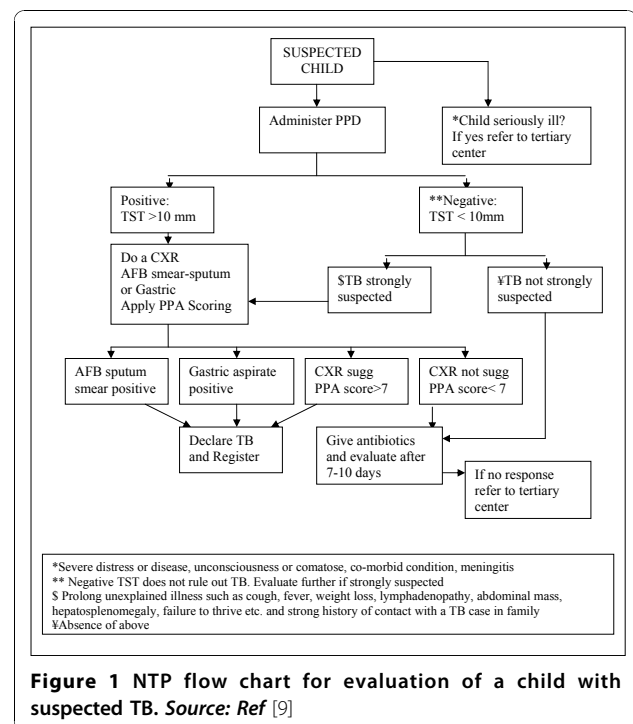 SUSPECTED
CHILD
Administer PPD
*Child seriously ill?
If yes refer to tertiary
center
Positive:
TST >10 mm
**Negative:
TST < 10mm
Do a CXR
AFB smear-sputum
or Gastric
Apply PPA Scoring
$TB strongly
suspected
¥TB not strongly
suspected
AFB sputum
smear positive
Gastric aspirate
positive
CXR sugg
PPA score>7
CXR not sugg
PPA score< 7
Declare TB
and Register
Give antibiotics
and evaluate after
7-10 days
If no response
refer to tertiary
center
*Severe distress or disease, unconsciousness or comatose, co-morbid condition, meningitis
** Negative TST does not rule out TB. Evaluate further if strongly suspected
$ Prolong unexplained illness such as cough, fever, weight loss, lymphadenopathy, abdominal mass,
hepatosplenomegaly, failure to thrive etc. and strong history of contact with a TB case in family
¥Absence of above
Figure 1 NTP flow chart for evaluation of a child with
suspected TB. Source: Ref [9]